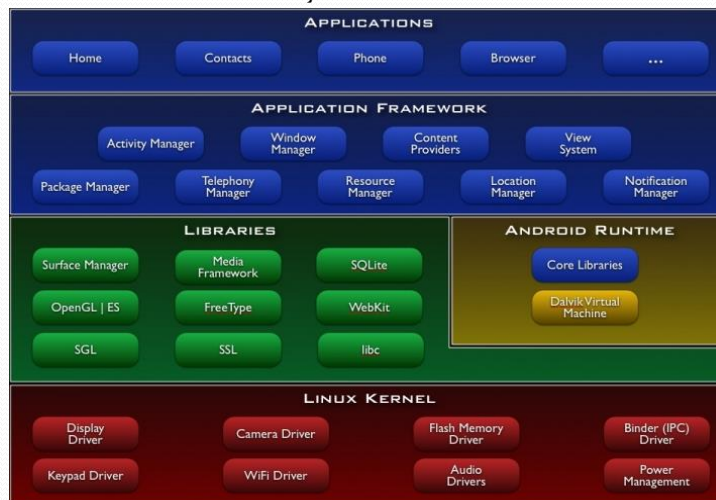 APPLICATIONS
Home
Contacts
Phone
Browser
...
APPLICATION FRAMEWORK
Activity Manager
Window
Manager
Content
Providers
View
System
Package Manager
Telephony
Manager
Resource
Manager
Location
Manager
Notification
Manager
LIBRARIES
Surface Manager
Media
Framework
SQLite
OpenGL | ES
FreeType
WebKit
SGL
SSL
libc
ANDROID RUNTIME
Core Libraries
Dalvik Virtual
Machine
LINUX KERNEL
Display
Driver
Camera Driver
Flash Memory
Driver
Binder (IPC)
Driver
Keypad Driver
WiFi Driver
Audio
Drivers
Power
Management